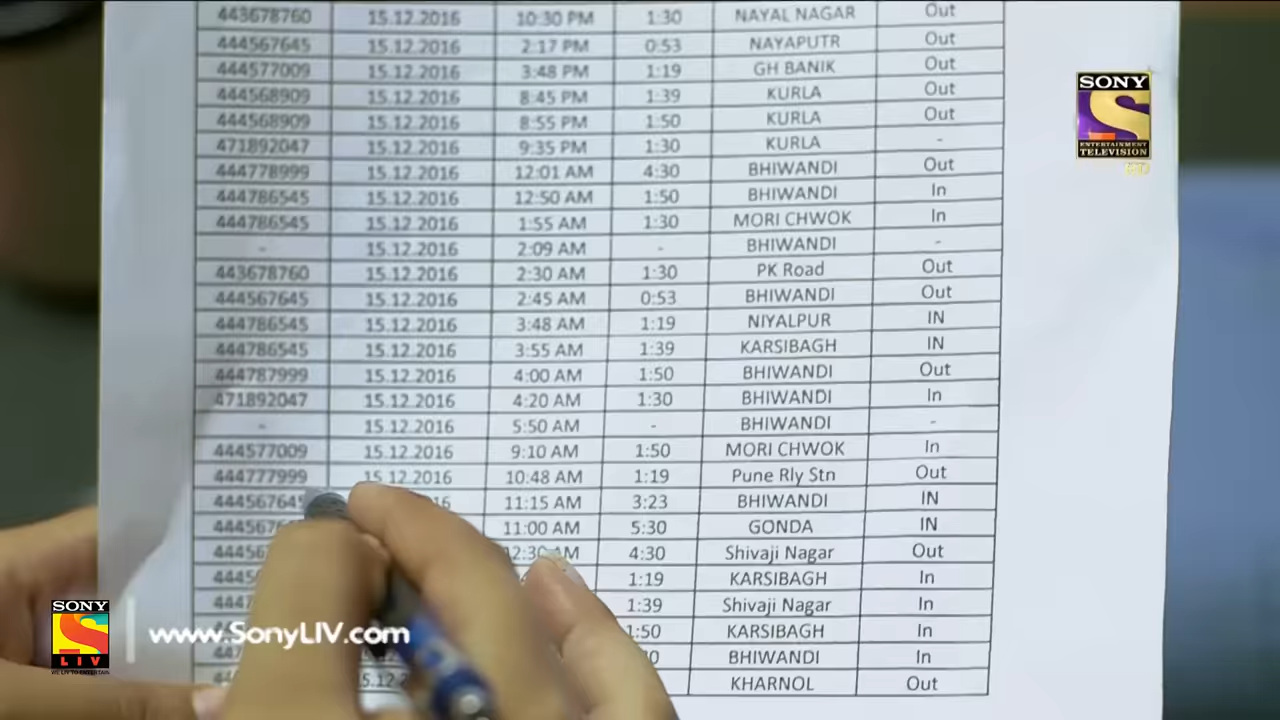 443678760 15.12.2016 10:30 PM 1:30 NAYAL NAGAR Out
444567645 15.12.2016 2:17 PM 0:53 NAYAPUTR Out
444577009 15.12.2016 3:48 PM 1:19 GH BANIK Out
444568909 15.12.2016 8:45 PM 1:39 KURLA Out
444568909 15.12.2016 8:55 PM 1:50 KURLA Out
471892047 15.12.2016 9:35 PM 1:30 KURLA -
444778999 15.12.2016 12:01 AM 4:30 BHIWANDI Out
444786545 15.12.2016 12:50 AM 1:50 BHIWANDI In
444786545 15.12.2016 1:55 AM 1:30 MORI CHWOK In
- 15.12.2016 2:09 AM - BHIWANDI -
443678760 15.12.2016 2:30 AM 1:30 PK Road Out
444567645 15.12.2016 2:45 AM 0:53 BHIWANDI Out
444786545 15.12.2016 3:48 AM 1:19 NIYALPUR IN
444786545 15.12.2016 3:55 AM 1:39 KARSIBAGH IN
444787999 15.12.2016 4:00 AM 1:50 BHIWANDI Out
471892047 15.12.2016 4:20 AM 1:30 BHIWANDI In
- 15.12.2016 5:50 AM - BHIWANDI -
444577009 15.12.2016 9:10 AM 1:50 MORI CHWOK In
444777999 15.12.2016 10:48 AM 1:19 Pune Rly Stn Out
444567645 11:15 AM 3:23 BHIWANDI IN
11:00 AM 5:30 GONDA IN
4:30 Shivaji Nagar Out
1:19 KARSIBAGH In
1:39 Shivaji Nagar In
1:50 KARSIBAGH In
BHIWANDI In
KHARNOL Out
SONY
ENTERTAINMENT
TELEVISION
HD
SONY
LIV
www.SonyLIV.com